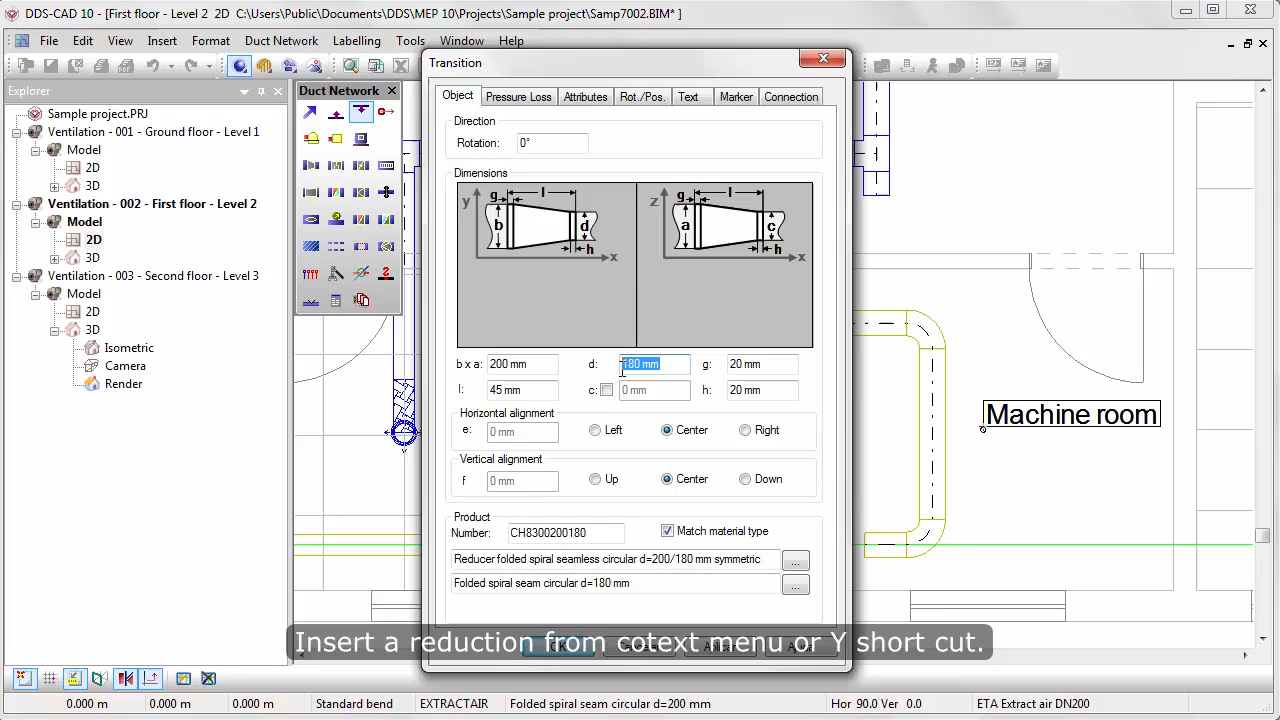 DDS-CAD 10 - [First floor - Level 2  2D  C:\Users\Public\Documents\DDS\MEP 10\Projects\Sample project\Samp7002.BIM* ]
File Edit View Insert Format Duct Network Labelling Tools Window Help
Explorer
Sample project.PRJ
Ventilation - 001 - Ground floor - Level 1
Model
2D
3D
Ventilation - 002 - First floor - Level 2
Model
2D
3D
Ventilation - 003 - Second floor - Level 3
Model
2D
3D
Isometric
Camera
Render
Duct Network
Transition
Object Pressure Loss Attributes Rot./Pos. Text Marker Connection
Direction
Rotation: 0°
Dimensions
y g l b d h x
z g l a c h x
b x a: 200 mm d: 180 mm g: 20 mm
l: 45 mm c: 0 mm h: 20 mm
Horizontal alignment
e: 0 mm Left Center Right
Vertical alignment
f 0 mm Up Center Down
Product
Number: CH8300200180 Match material type
Reducer folded spiral seamless circular d=200/180 mm symmetric ...
Folded spiral seam circular d=180 mm ...
Machine room
Insert a reduction from cotext menu or Y short cut.
0.000 m 0.000 m 0.000 m Standard bend EXTRACTAIR Folded spiral seam circular d=200 mm Hor 90.0 Ver 0.0 ETA Extract air DN200